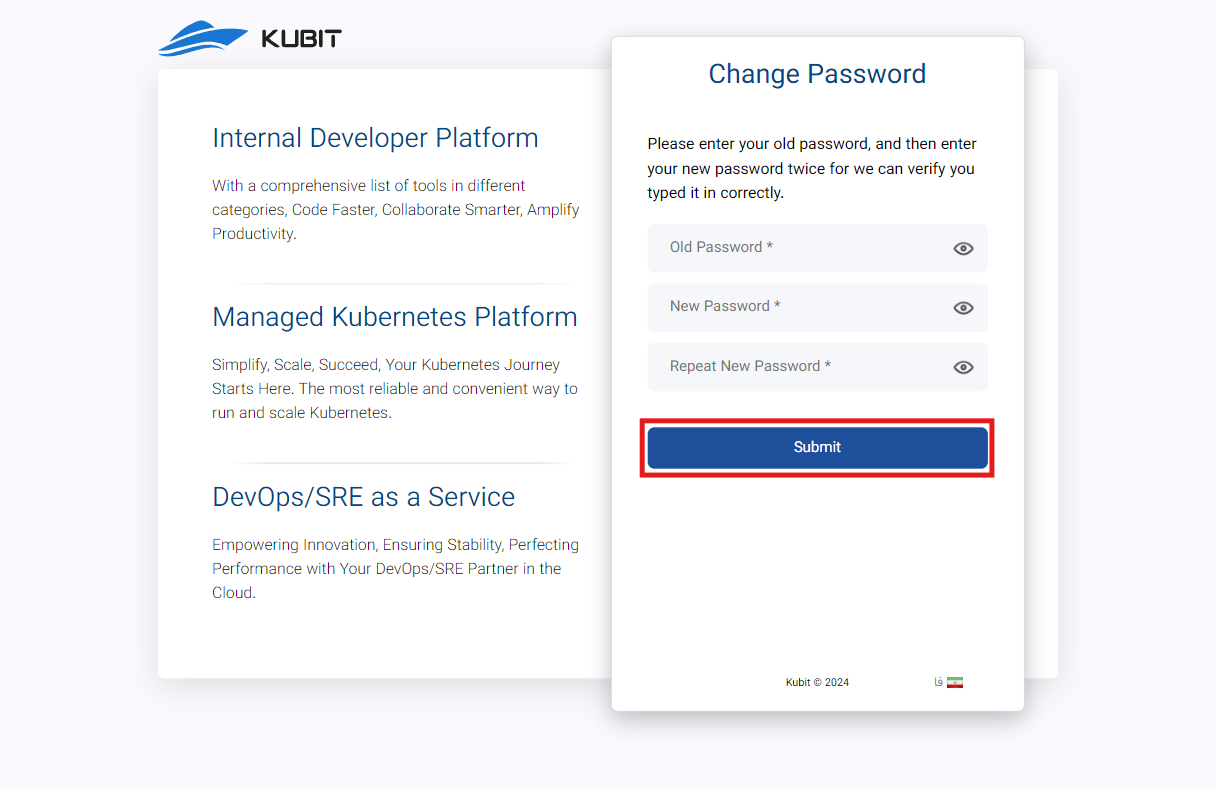 KUBIT
Internal Developer Platform
With a comprehensive list of tools in different
categories, Code Faster, Collaborate Smarter, Amplify
Productivity.
Managed Kubernetes Platform
Simplify, Scale, Succeed, Your Kubernetes Journey
Starts Here. The most reliable and convenient way to
run and scale Kubernetes.
DevOps/SRE as a Service
Empowering Innovation, Ensuring Stability, Perfecting
Performance with Your DevOps/SRE Partner in the
Cloud.
Change Password
Please enter your old password, and then enter
your new password twice for we can verify you
typed it in correctly.
Old Password *
New Password *
Repeat New Password *
Submit
Kubit © 2024
فا